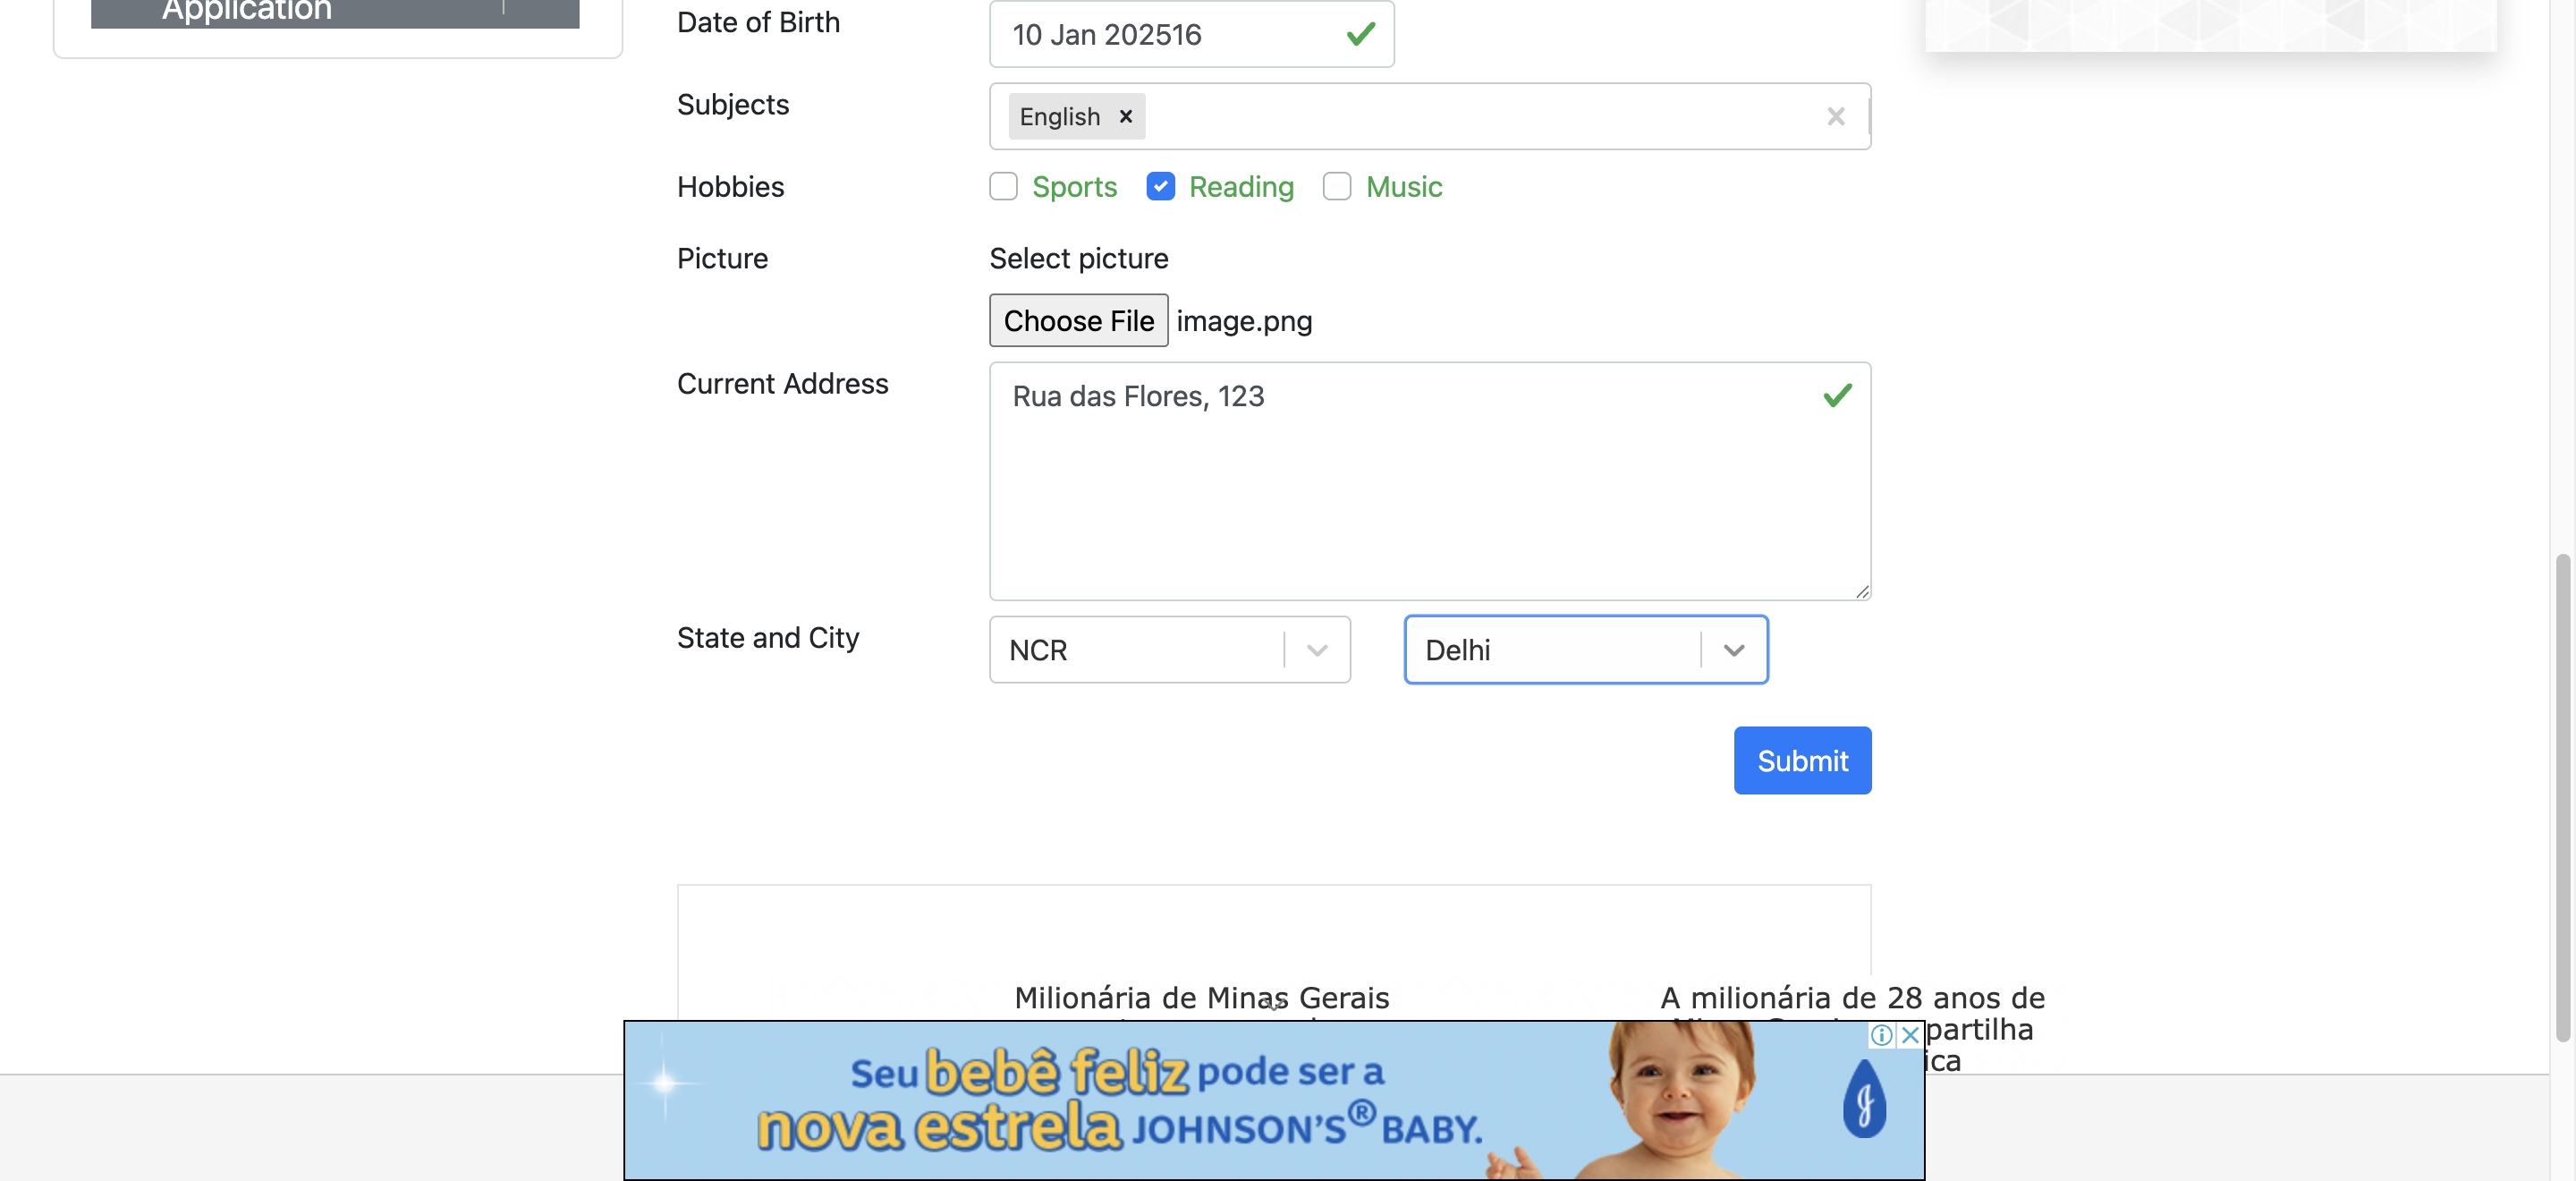 Application
Date of Birth
10 Jan 202516
Subjects
English
Hobbies
Sports
Reading
Music
Picture
Select picture
Choose File image.png
Current Address
Rua das Flores, 123
State and City
NCR
Delhi
Submit
Milionária de Minas Gerais
A milionária de 28 anos de
partilha
ica
Seu bebê feliz pode ser a
nova estrela JOHNSON'S® BABY.